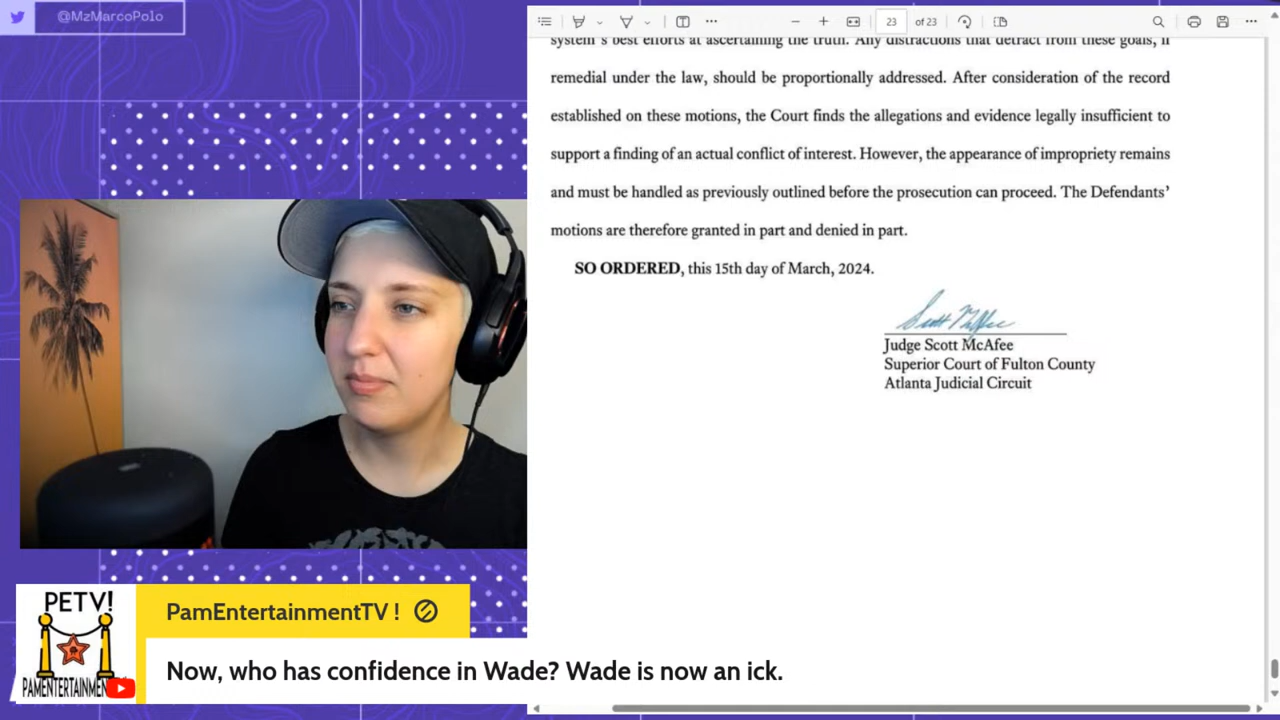 @MzMarcoPolo
23 of 23
system's best efforts at ascertaining the truth. Any distractions that detract from these goals, if
remedial under the law, should be proportionally addressed. After consideration of the record
established on these motions, the Court finds the allegations and evidence legally insufficient to
support a finding of an actual conflict of interest. However, the appearance of impropriety remains
and must be handled as previously outlined before the prosecution can proceed. The Defendants'
motions are therefore granted in part and denied in part.
SO ORDERED, this 15th day of March, 2024.
Scott McAfee
Judge Scott McAfee
Superior Court of Fulton County
Atlanta Judicial Circuit
PETV!
PamEntertainmentTV !
Now, who has confidence in Wade? Wade is now an ick.